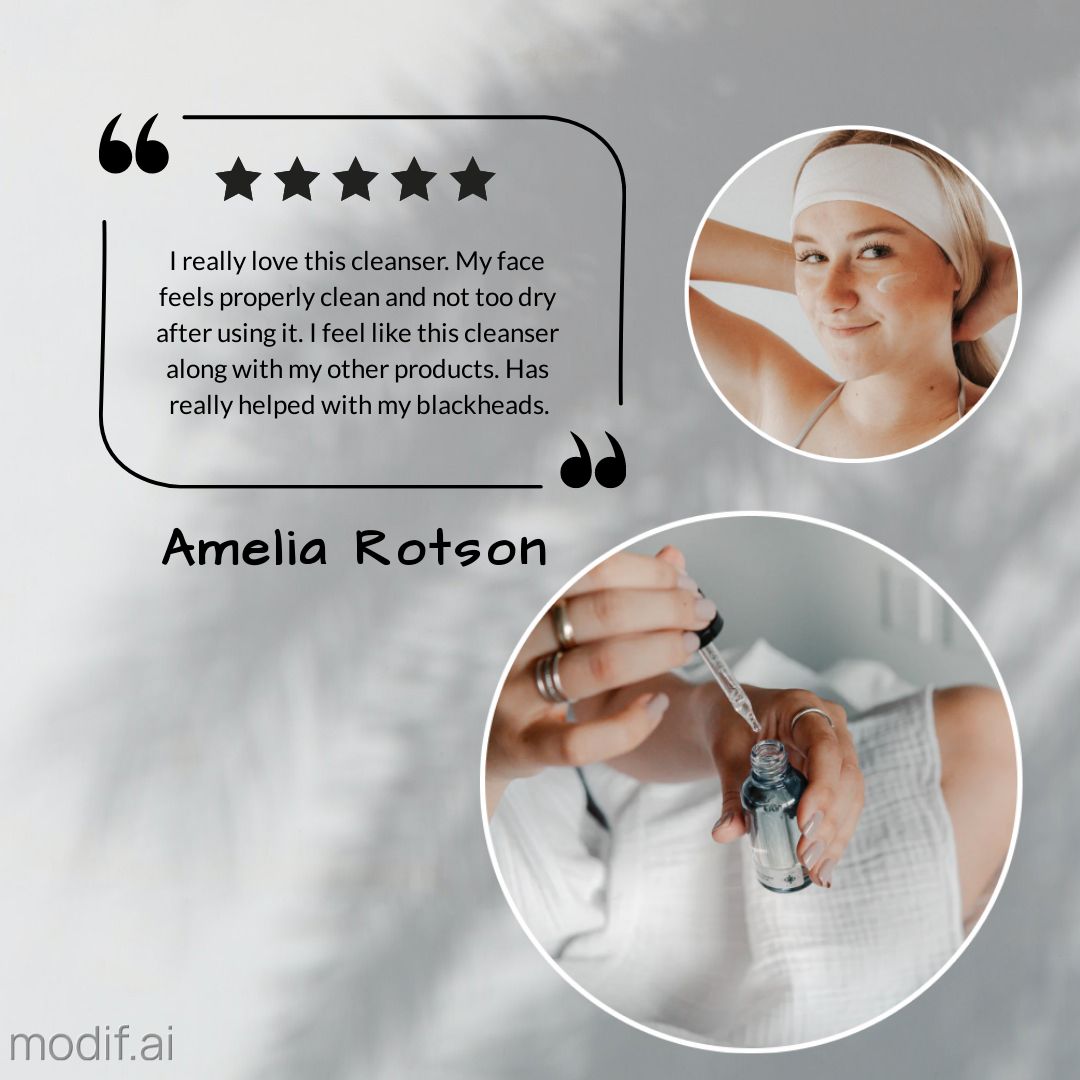 I really love this cleanser. My face
feels properly clean and not too dry
after using it. I feel like this cleanser
along with my other products. Has
really helped with my blackheads.
Amelia Rotson
modif.ai